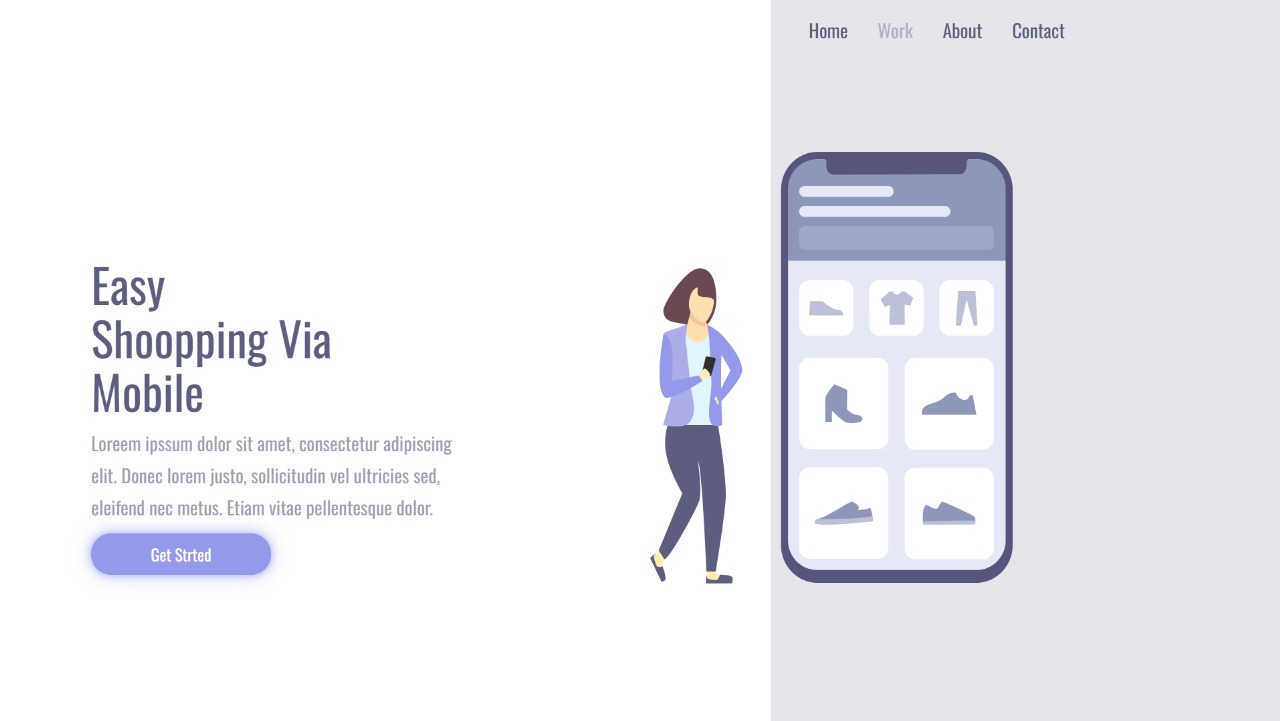 Home Work About Contact
Easy
Shoopping Via
Mobile
Loreem ipssum dolor sit amet, consectetur adipiscing
elit. Donec lorem justo, sollicitudin vel ultricies sed,
eleifend nec metus. Etiam vitae pellentesque dolor.
Get Strted